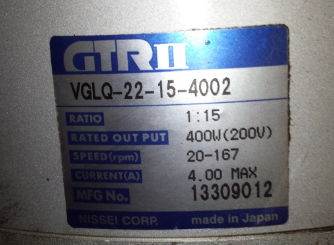 GTRII
VGLQ-22-15-4002
RATIO 1:15
RATED OUT PUT 400W(200V)
SPEED(rpm) 20-167
CURRENT(A) 4.00 MAX
MFG No. 13309012
NISSEI CORP. made in Japan